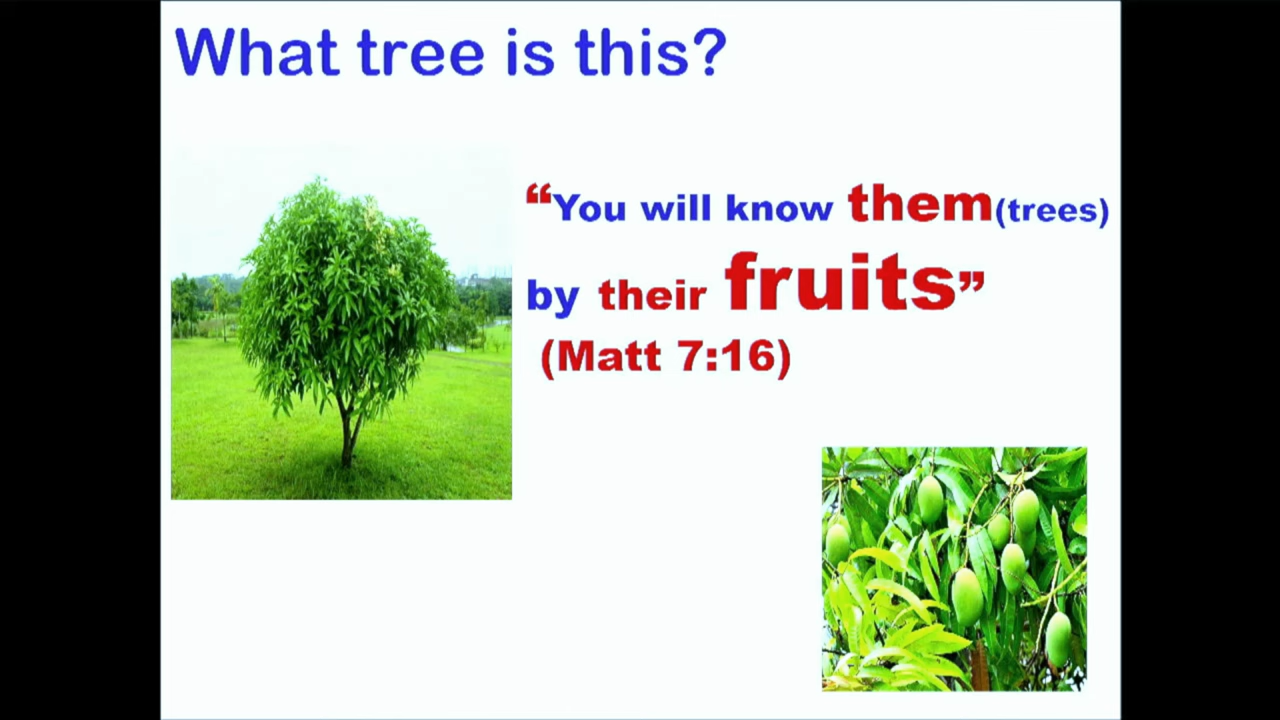 What tree is this?
“You will know them(trees)
by their fruits”
(Matt 7:16)